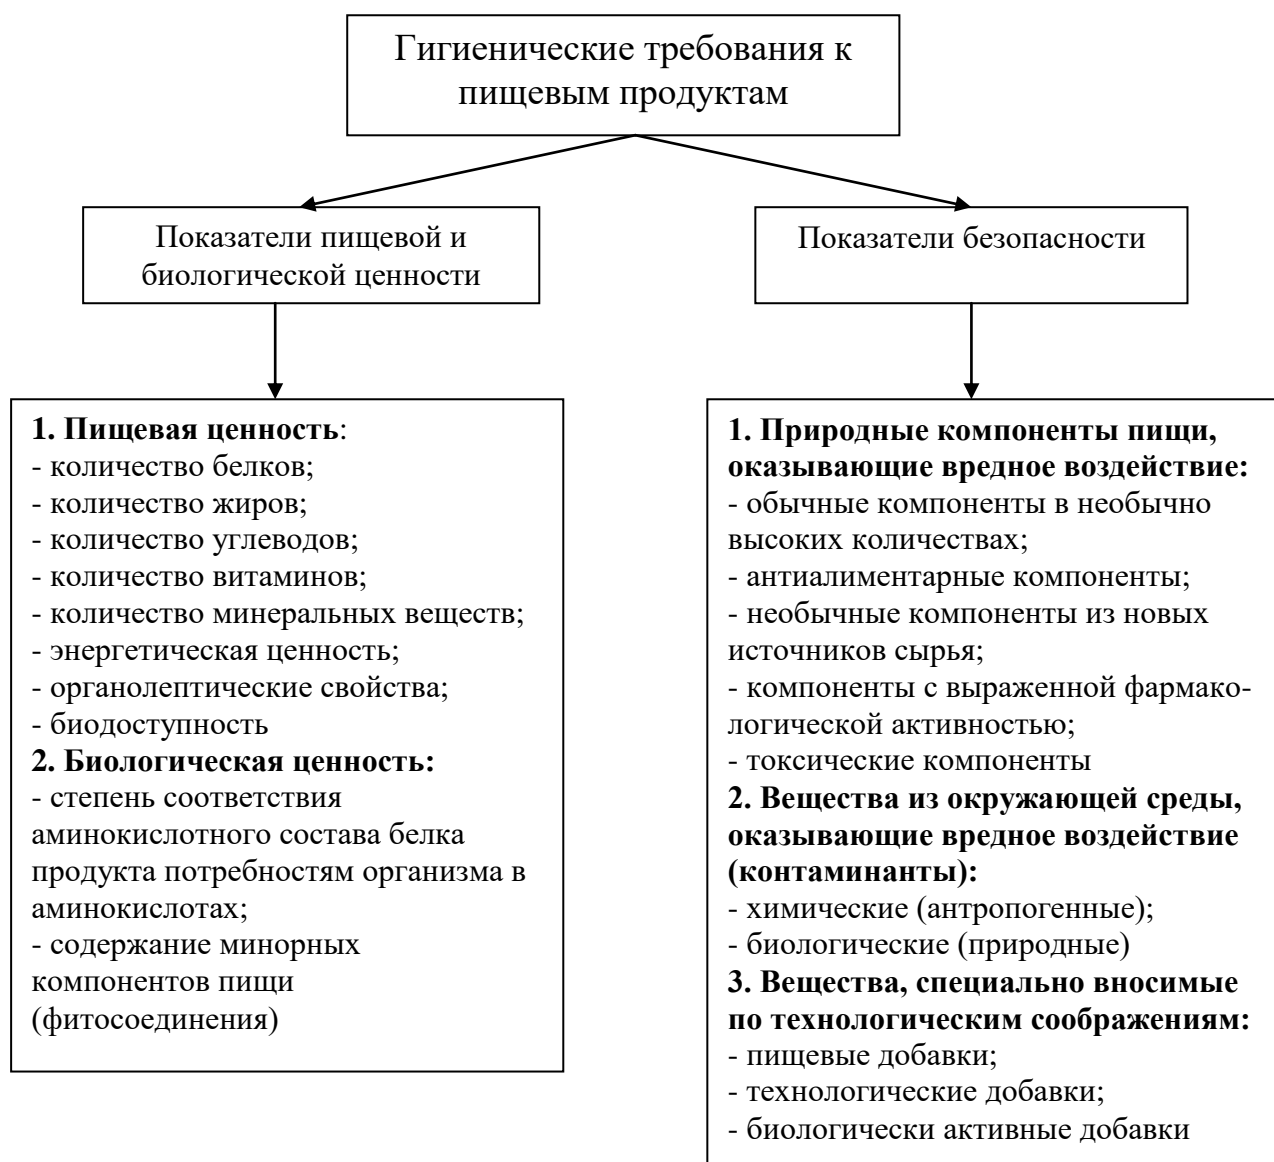 Гигиенические требования к
пищевым продуктам
Показатели пищевой и
биологической ценности
Показатели безопасности
1. Пищевая ценность:
- количество белков;
- количество жиров;
- количество углеводов;
- количество витаминов;
- количество минеральных веществ;
- энергетическая ценность;
- органолептические свойства;
- биодоступность
2. Биологическая ценность:
- степень соответствия
аминокислотного состава белка
продукта потребностям организма в
аминокислотах;
- содержание минорных
компонентов пищи
(фитосоединения)
1. Природные компоненты пищи,
оказывающие вредное воздействие:
- обычные компоненты в необычно
высоких количествах;
- антиалиментарные компоненты;
- необычные компоненты из новых
источников сырья;
- компоненты с выраженной фармако-
логической активностью;
- токсические компоненты
2. Вещества из окружающей среды,
оказывающие вредное воздействие
(контаминанты):
- химические (антропогенные);
- биологические (природные)
3. Вещества, специально вносимые
по технологическим соображениям:
- пищевые добавки;
- технологические добавки;
- биологически активные добавки